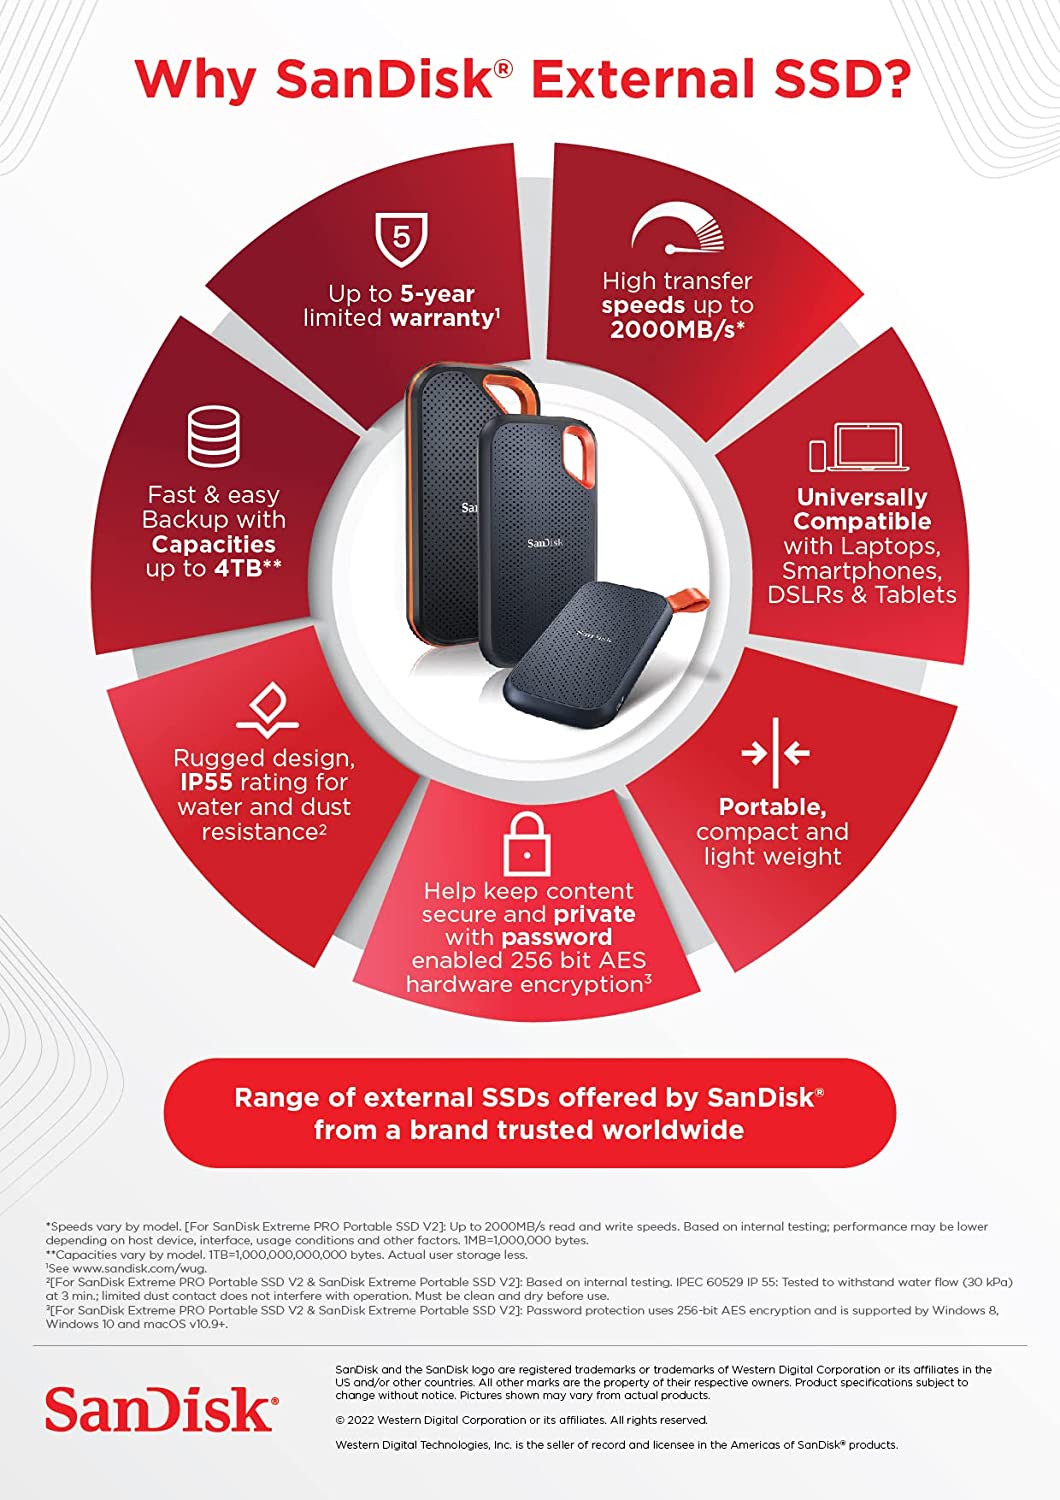 Why SanDisk® External SSD?
5
Up to 5-year
limited warranty¹
High transfer
speeds up to
2000MB/s*
Fast & easy
Backup with
Capacities
up to 4TB**
Universally
Compatible
with Laptops,
Smartphones,
DSLRs & Tablets
San
SanDisk
SanDisk
Rugged design,
IP55 rating for
water and dust
resistance²
Portable,
compact and
light weight
Help keep content
secure and private
with password
enabled 256 bit AES
hardware encryption³
Range of external SSDs offered by SanDisk®
from a brand trusted worldwide
*Speeds vary by model. [For SanDisk Extreme PRO Portable SSD V2]: Up to 2000MB/s read and write speeds. Based on internal testing; performance may be lower
depending on host device, interface, usage conditions and other factors. 1MB=1,000,000 bytes.
**Capacities vary by model. 1TB=1,000,000,000,000 bytes. Actual user storage less.
¹See www.sandisk.com/wug.
²[For SanDisk Extreme PRO Portable SSD V2 & SanDisk Extreme Portable SSD V2]: Based on internal testing. IPEC 60529 IP 55: Tested to withstand water flow (30 kPa)
at 3 min.; limited dust contact does not interfere with operation. Must be clean and dry before use.
³[For SanDisk Extreme PRO Portable SSD V2 & SanDisk Extreme Portable SSD V2]: Password protection uses 256-bit AES encryption and is supported by Windows 8,
Windows 10 and macOS v10.9+.
SanDisk®
SanDisk and the SanDisk logo are registered trademarks or trademarks of Western Digital Corporation or its affiliates in the
US and/or other countries. All other marks are the property of their respective owners. Product specifications subject to
change without notice. Pictures shown may vary from actual products.
© 2022 Western Digital Corporation or its affiliates. All rights reserved.
Western Digital Technologies, Inc. is the seller of record and licensee in the Americas of SanDisk® products.